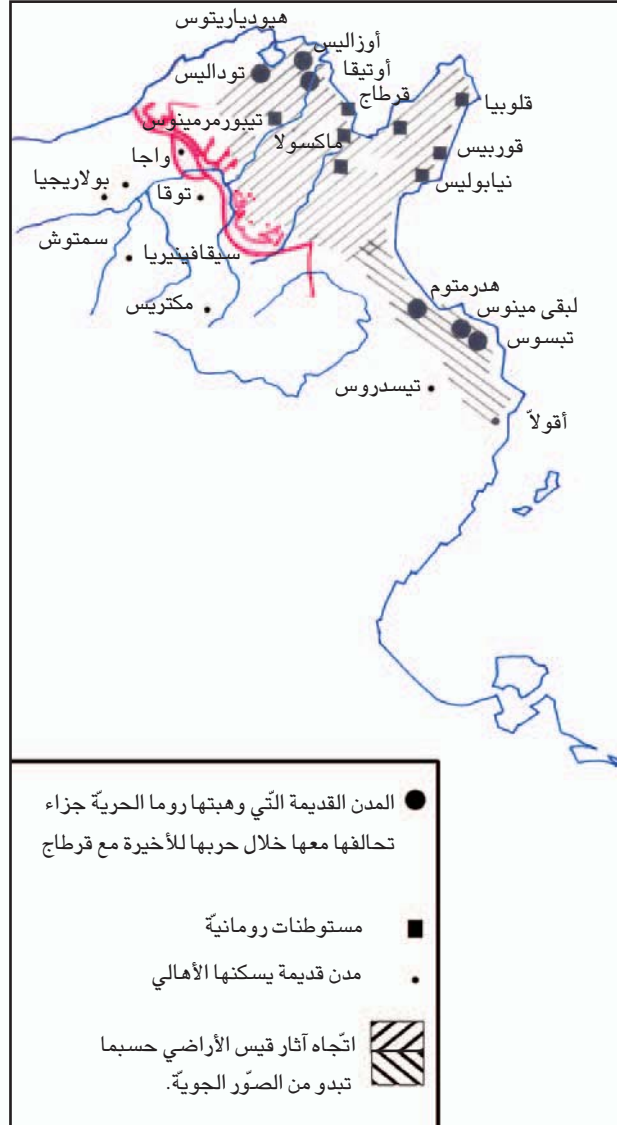 هيودياريتوس
أوزاليس
أوتيقا
توداليس
قرطاج
قلوبيا
تيبورمرمينوس
ماكسولا
قوربيس
نيابوليس
واجا
بولاريجيا
توقا
سمتوش
سيقافينيريا
مكتريس
هدرمتوم
لبقى مينوس
تبسوس
تيسدروس
أقولاّ
المدن القديمة التّي وهبتها روما الحريّة جزاء
تحالفها معها خلال حربها للأخيرة مع قرطاج
مستوطنات رومانيّة
مدن قديمة يسكنها الأهالي
اتّجاه آثار قيس الأراضي حسبما
تبدو من الصّور الجويّة.